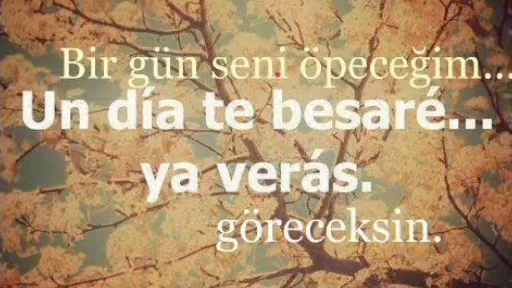 Bir gün seni öpeceğim...
Un día te besaré...
ya verás.
göreceksin.